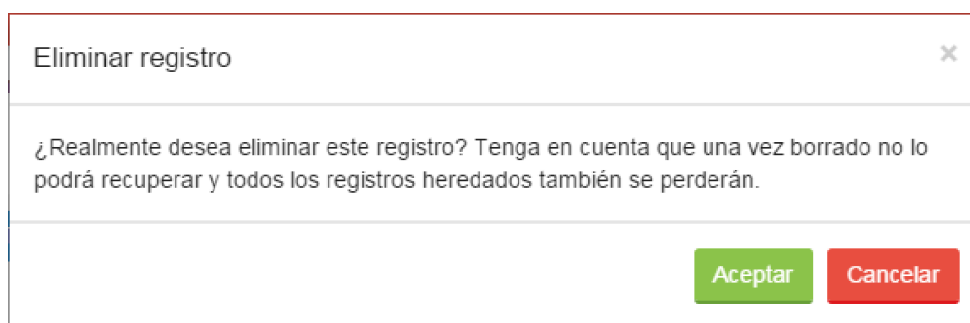 Eliminar registro
×
¿Realmente desea eliminar este registro? Tenga en cuenta que una vez borrado no lo
podrá recuperar y todos los registros heredados también se perderán.
Aceptar
Cancelar